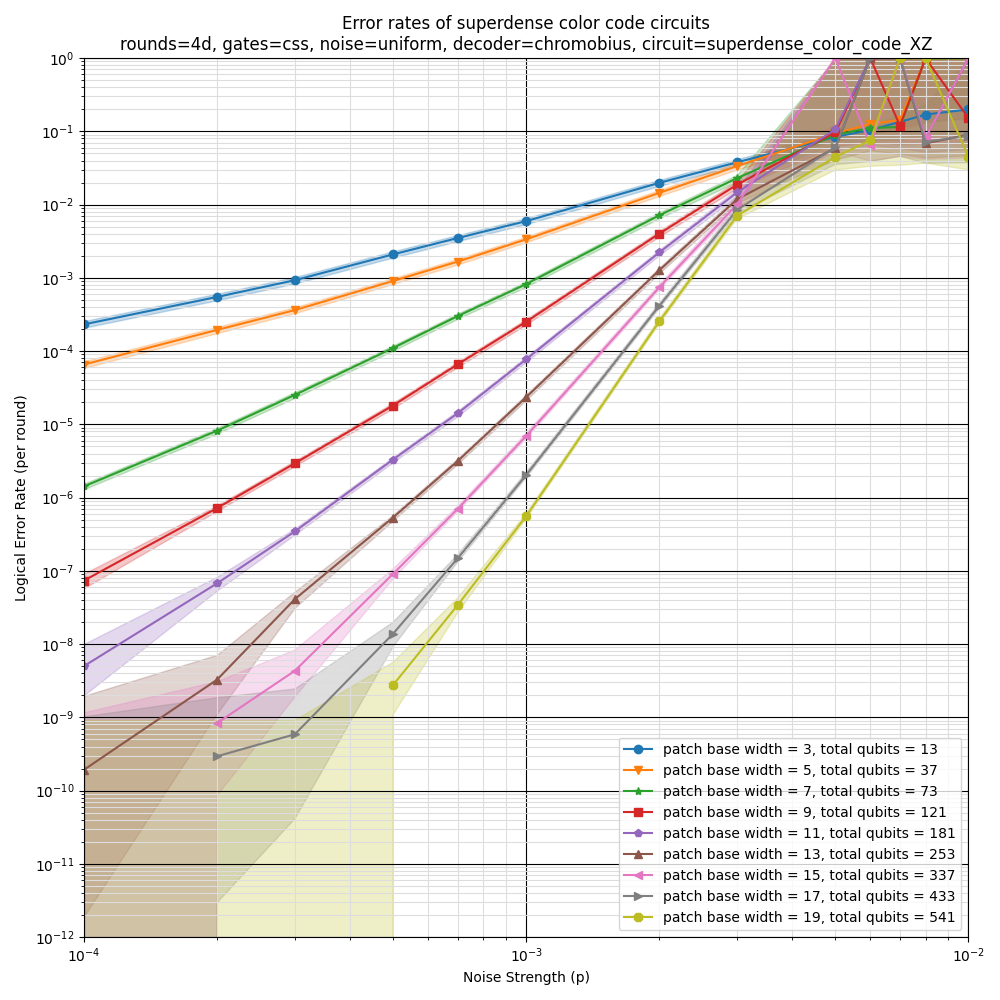 Error rates of superdense color code circuits
rounds=4d, gates=css, noise=uniform, decoder=chromobius, circuit=superdense_color_code_XZ
Logical Error Rate (per round)
10⁰
10⁻¹
10⁻²
10⁻³
10⁻⁴
10⁻⁵
10⁻⁶
10⁻⁷
10⁻⁸
10⁻⁹
10⁻¹⁰
10⁻¹¹
10⁻¹²
patch base width = 3, total qubits = 13
patch base width = 5, total qubits = 37
patch base width = 7, total qubits = 73
patch base width = 9, total qubits = 121
patch base width = 11, total qubits = 181
patch base width = 13, total qubits = 253
patch base width = 15, total qubits = 337
patch base width = 17, total qubits = 433
patch base width = 19, total qubits = 541
10⁻⁴ 10⁻³ 10⁻²
Noise Strength (p)